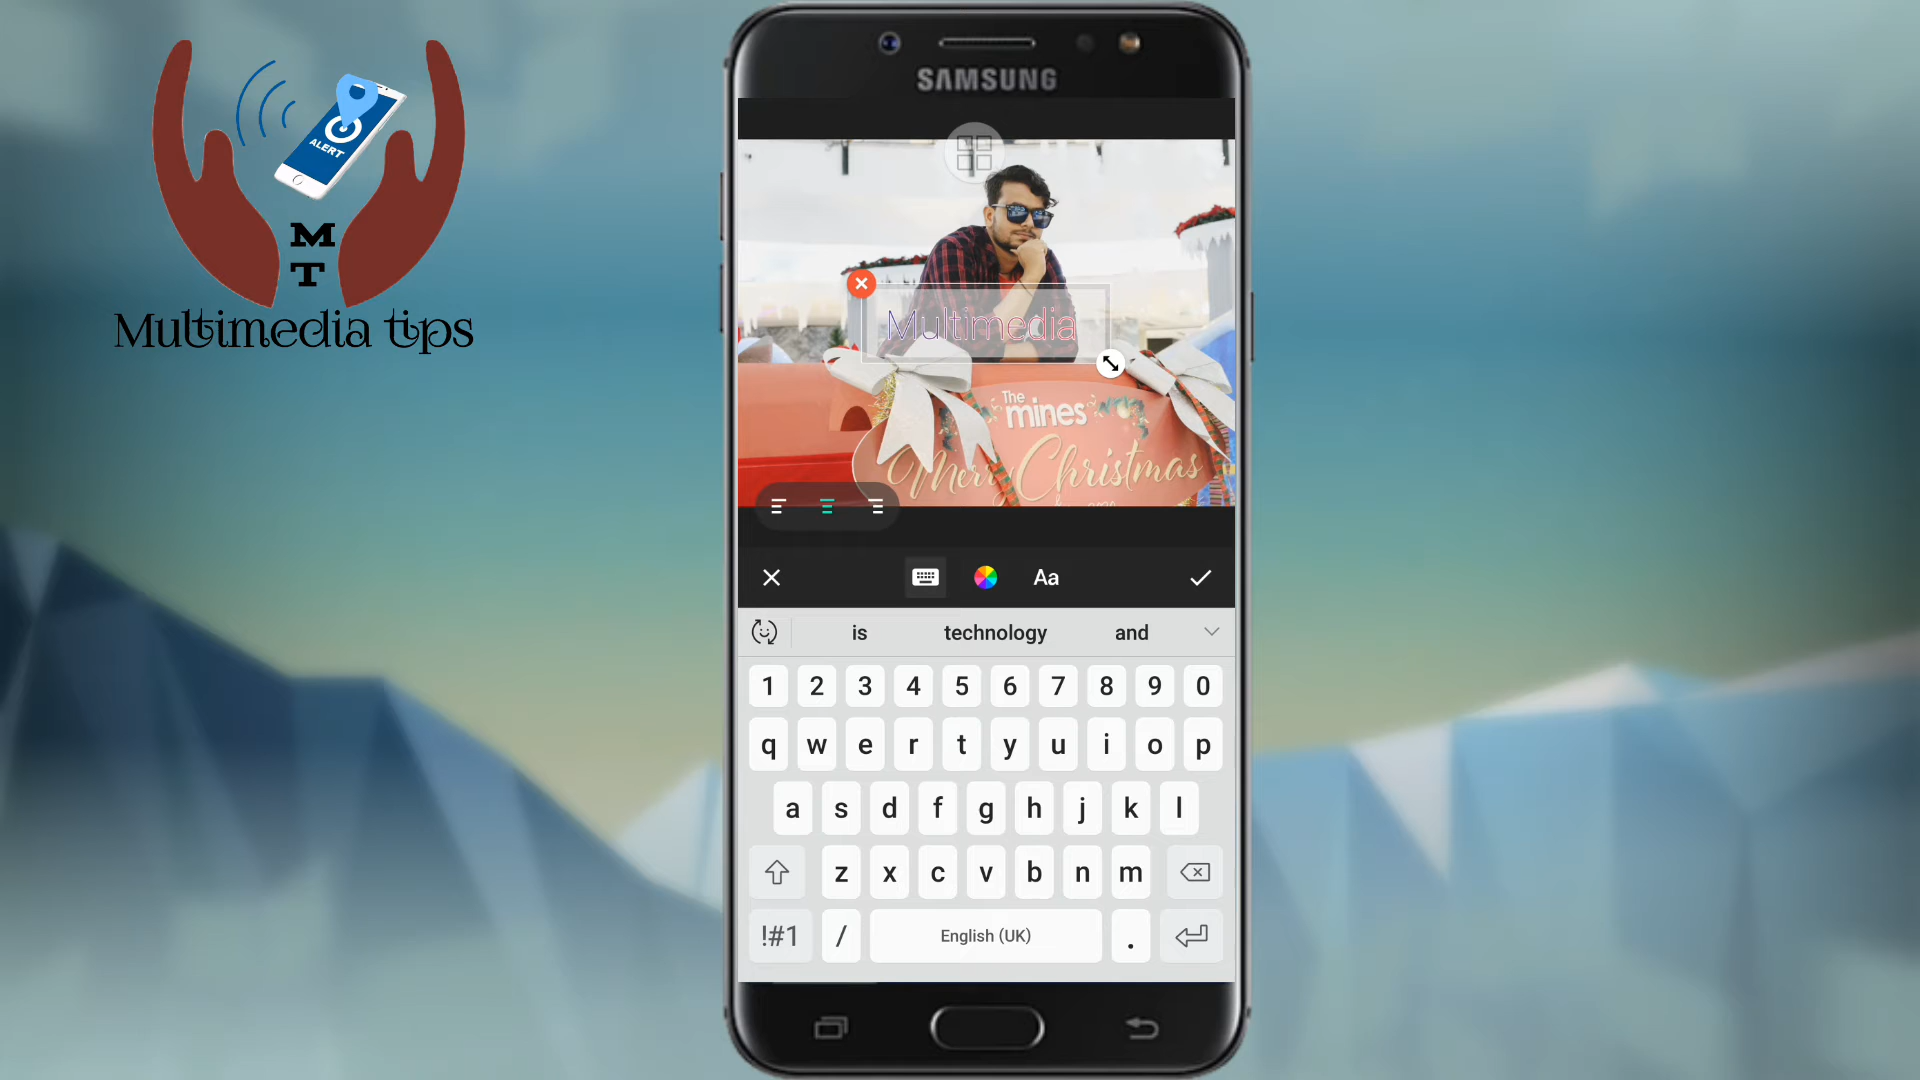 ALERT
M
T
Multimedia tips
SAMSUNG
Multimedia
The
mines
Merry Christmas
Aa
is technology and
1 2 3 4 5 6 7 8 9 0
q w e r t y u i o p
a s d f g h j k l
z x c v b n m
!#1 / English (UK) .